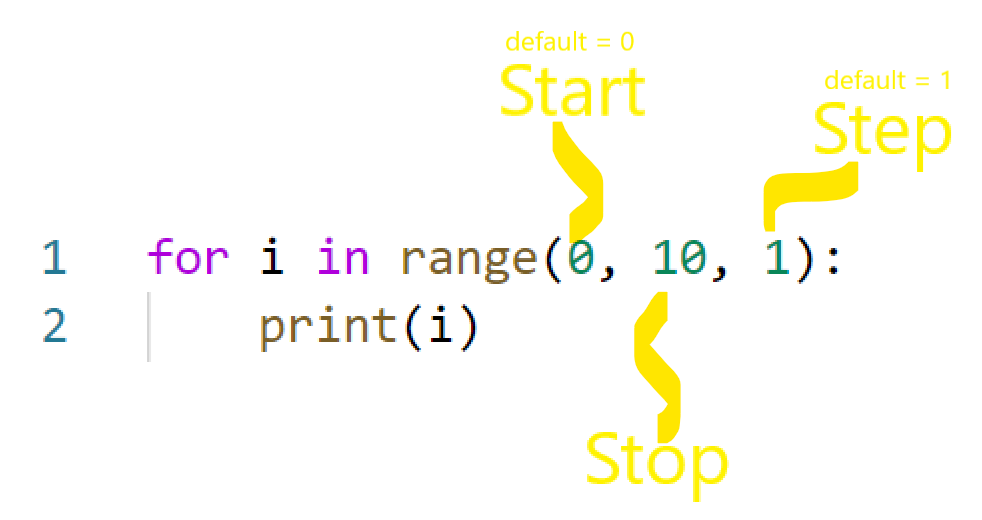 default = 0
Start
default = 1
Step
1 for i in range(0, 10, 1):
2 print(i)
Stop